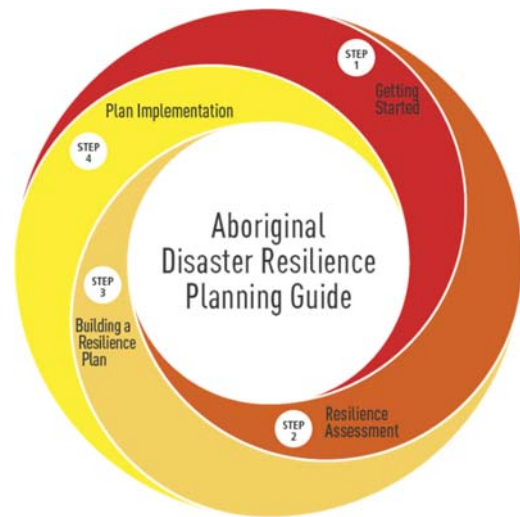 Aboriginal
Disaster Resilience
Planning Guide
STEP
1
Getting
Started
STEP
2
Resilience
Assessment
STEP
3
Building a
Resilience
Plan
STEP
4
Plan Implementation